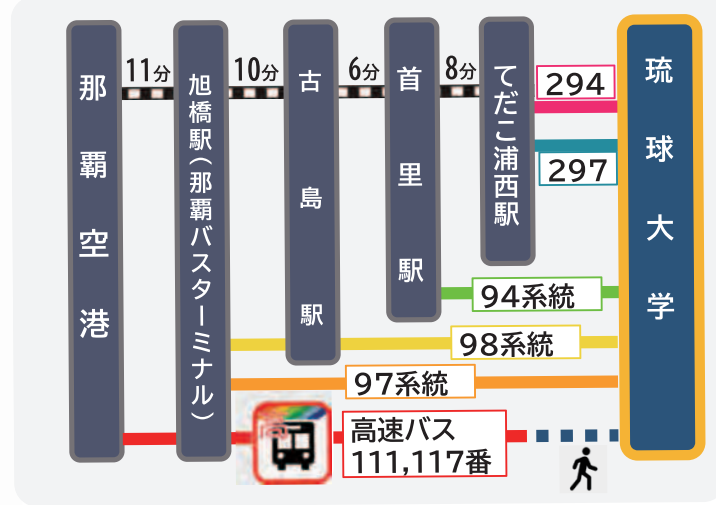 那覇空港
11分
旭橋駅(那覇バスターミナル)
10分
古島駅
6分
首里駅
8分
てだこ浦西駅
294
297
琉球大学
94系統
98系統
97系統
高速バス
111,117番